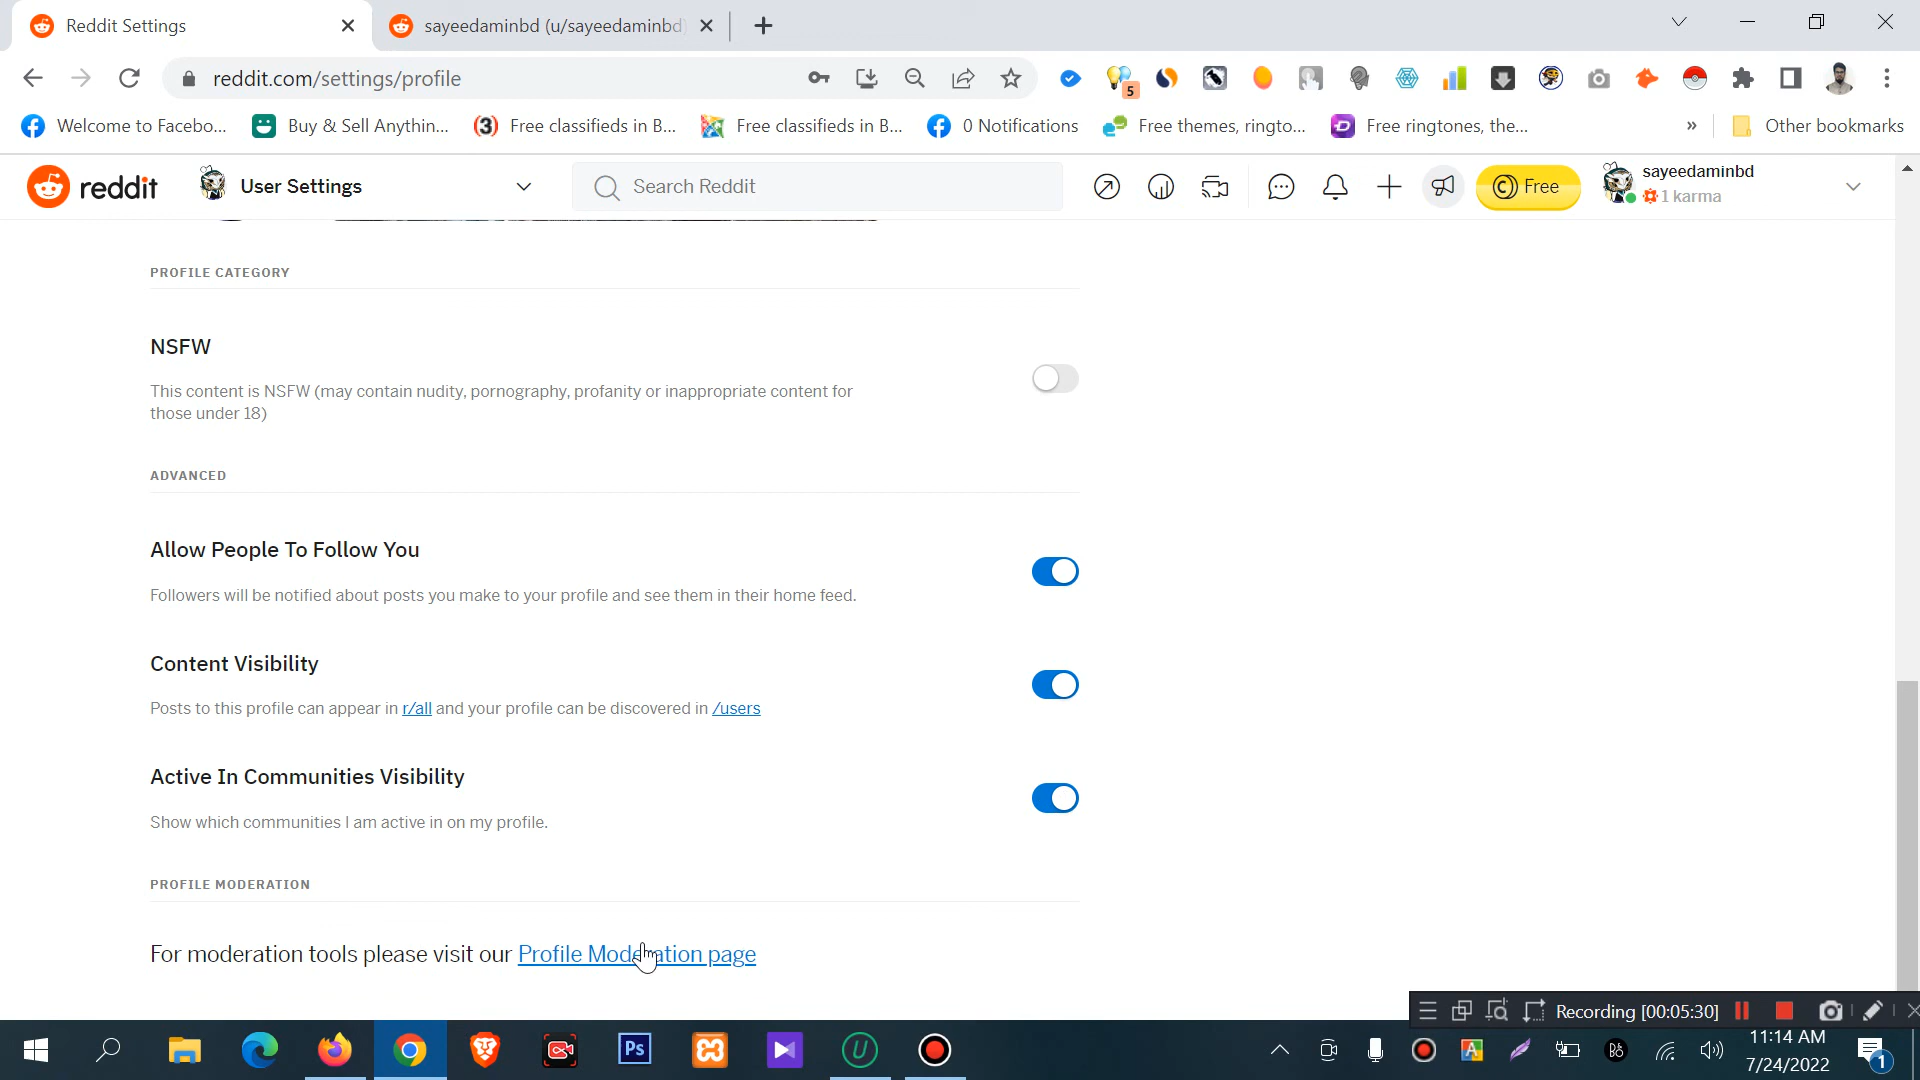 Reddit Settings
sayeedaminbd (u/sayeedaminbd)
reddit.com/settings/profile
5
Welcome to Facebo...
Buy & Sell Anythin...
Free classifieds in B...
Free classifieds in B...
0 Notifications
Free themes, ringto...
Free ringtones, the...
»
Other bookmarks
reddit
User Settings
Search Reddit
Free
sayeedaminbd
1 karma
PROFILE CATEGORY
NSFW
This content is NSFW (may contain nudity, pornography, profanity or inappropriate content for
those under 18)
ADVANCED
Allow People To Follow You
Followers will be notified about posts you make to your profile and see them in their home feed.
Content Visibility
Posts to this profile can appear in r/all and your profile can be discovered in /users
Active In Communities Visibility
Show which communities I am active in on my profile.
PROFILE MODERATION
For moderation tools please visit our Profile Moderation page
Recording [00:05:30]
Ps
11:14 AM
7/24/2022
1